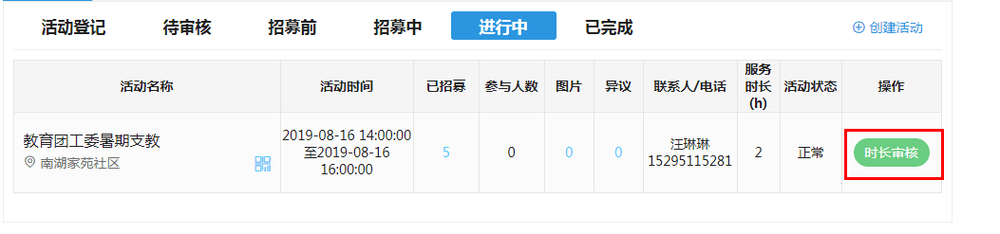 活动登记 待审核 招募前 招募中 进行中 已完成 创建活动
活动名称 活动时间 已招募 参与人数 图片 异议 联系人/电话 服务时长(h) 活动状态 操作
教育团工委暑期支教
南湖家苑社区
2019-08-16 14:00:00
至2019-08-16
16:00:00
5 0 0 0
汪琳琳
15295115281
2 正常 时长审核